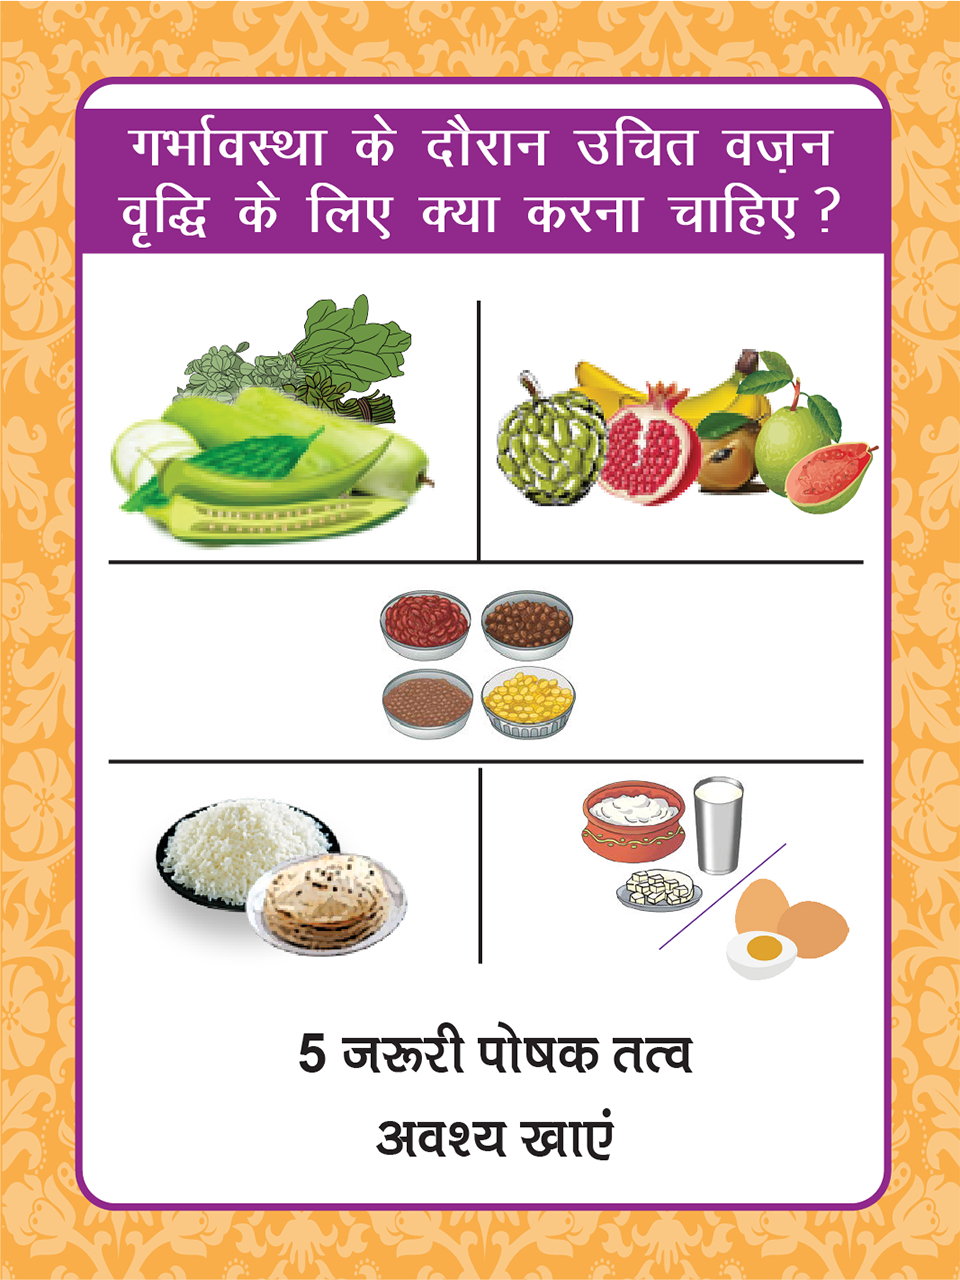 गर्भावस्था के दौरान उचित वज़न
वृद्धि के लिए क्या करना चाहिए ?
5 जरूरी पोषक तत्व
अवश्य खाएं